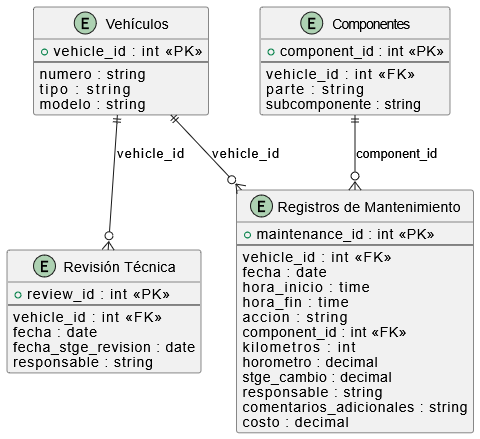 E Vehículos
vehicle_id : int «PK»
numero : string
tipo : string
modelo : string
E Componentes
component_id : int «PK»
vehicle_id : int «FK»
parte : string
subcomponente : string
vehicle_id
vehicle_id
component_id
E Revisión Técnica
review_id : int «PK»
vehicle_id : int «FK»
fecha : date
fecha_stge_revision : date
responsable : string
E Registros de Mantenimiento
maintenance_id : int «PK»
vehicle_id : int «FK»
fecha : date
hora_inicio : time
hora_fin : time
accion : string
component_id : int «FK»
kilometros : int
horometro : decimal
stge_cambio : decimal
responsable : string
comentarios_adicionales : string
costo : decimal